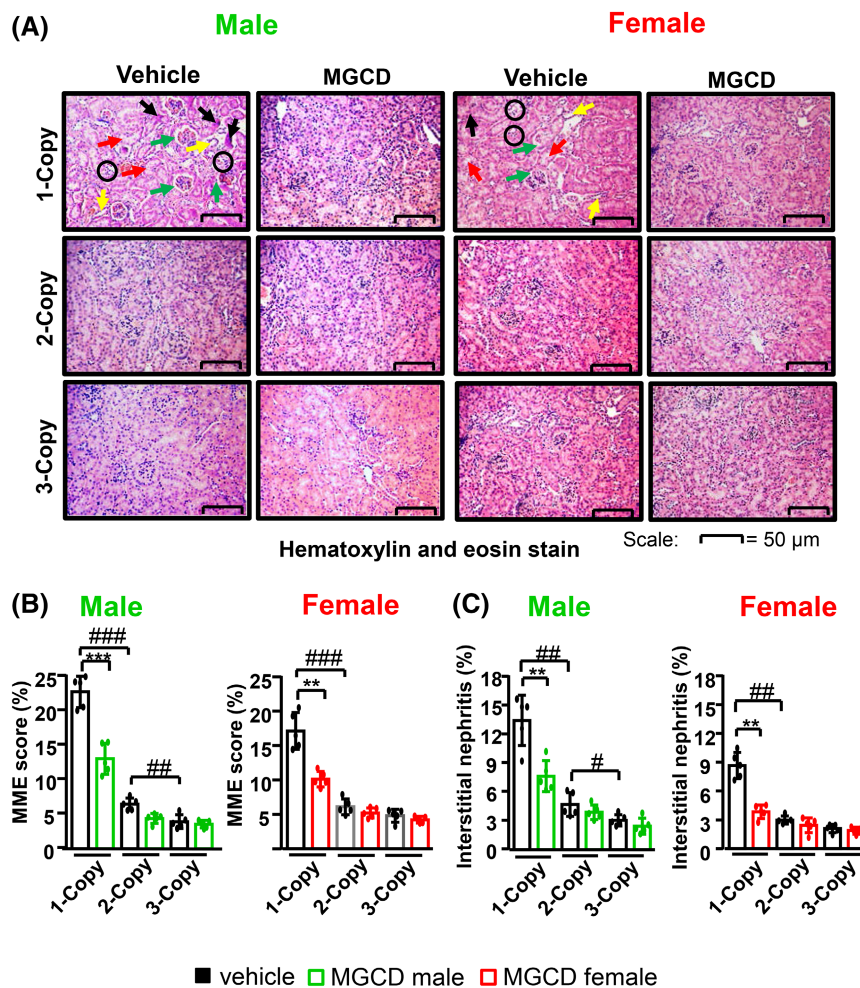 (A)
Male
Female
Vehicle
MGCD
Vehicle
MGCD
1-Copy
2-Copy
3-Copy
Hematoxylin and eosin stain
Scale: = 50 µm
(B)
Male
Female
MME score (%)
25
20
15
10
5
0
###
***
##
1-Copy
2-Copy
3-Copy
MME score (%)
25
20
15
10
5
0
###
**
1-Copy
2-Copy
3-Copy
(C)
Male
Female
Interstitial nephritis (%)
18
15
12
9
6
3
0
##
**
#
1-Copy
2-Copy
3-Copy
Interstitial nephritis (%)
18
15
12
9
6
3
0
##
**
1-Copy
2-Copy
3-Copy
vehicle
MGCD male
MGCD female